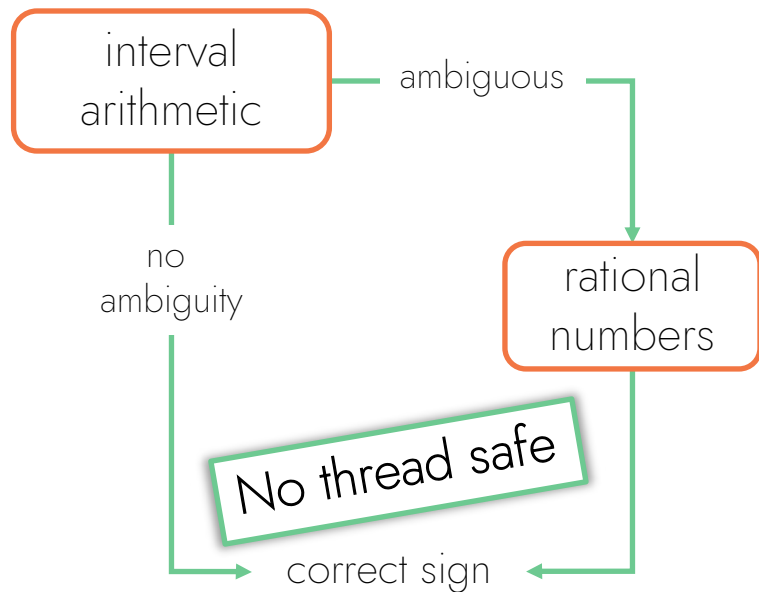 interval
arithmetic
ambiguous
no
ambiguity
rational
numbers
No thread safe
correct sign